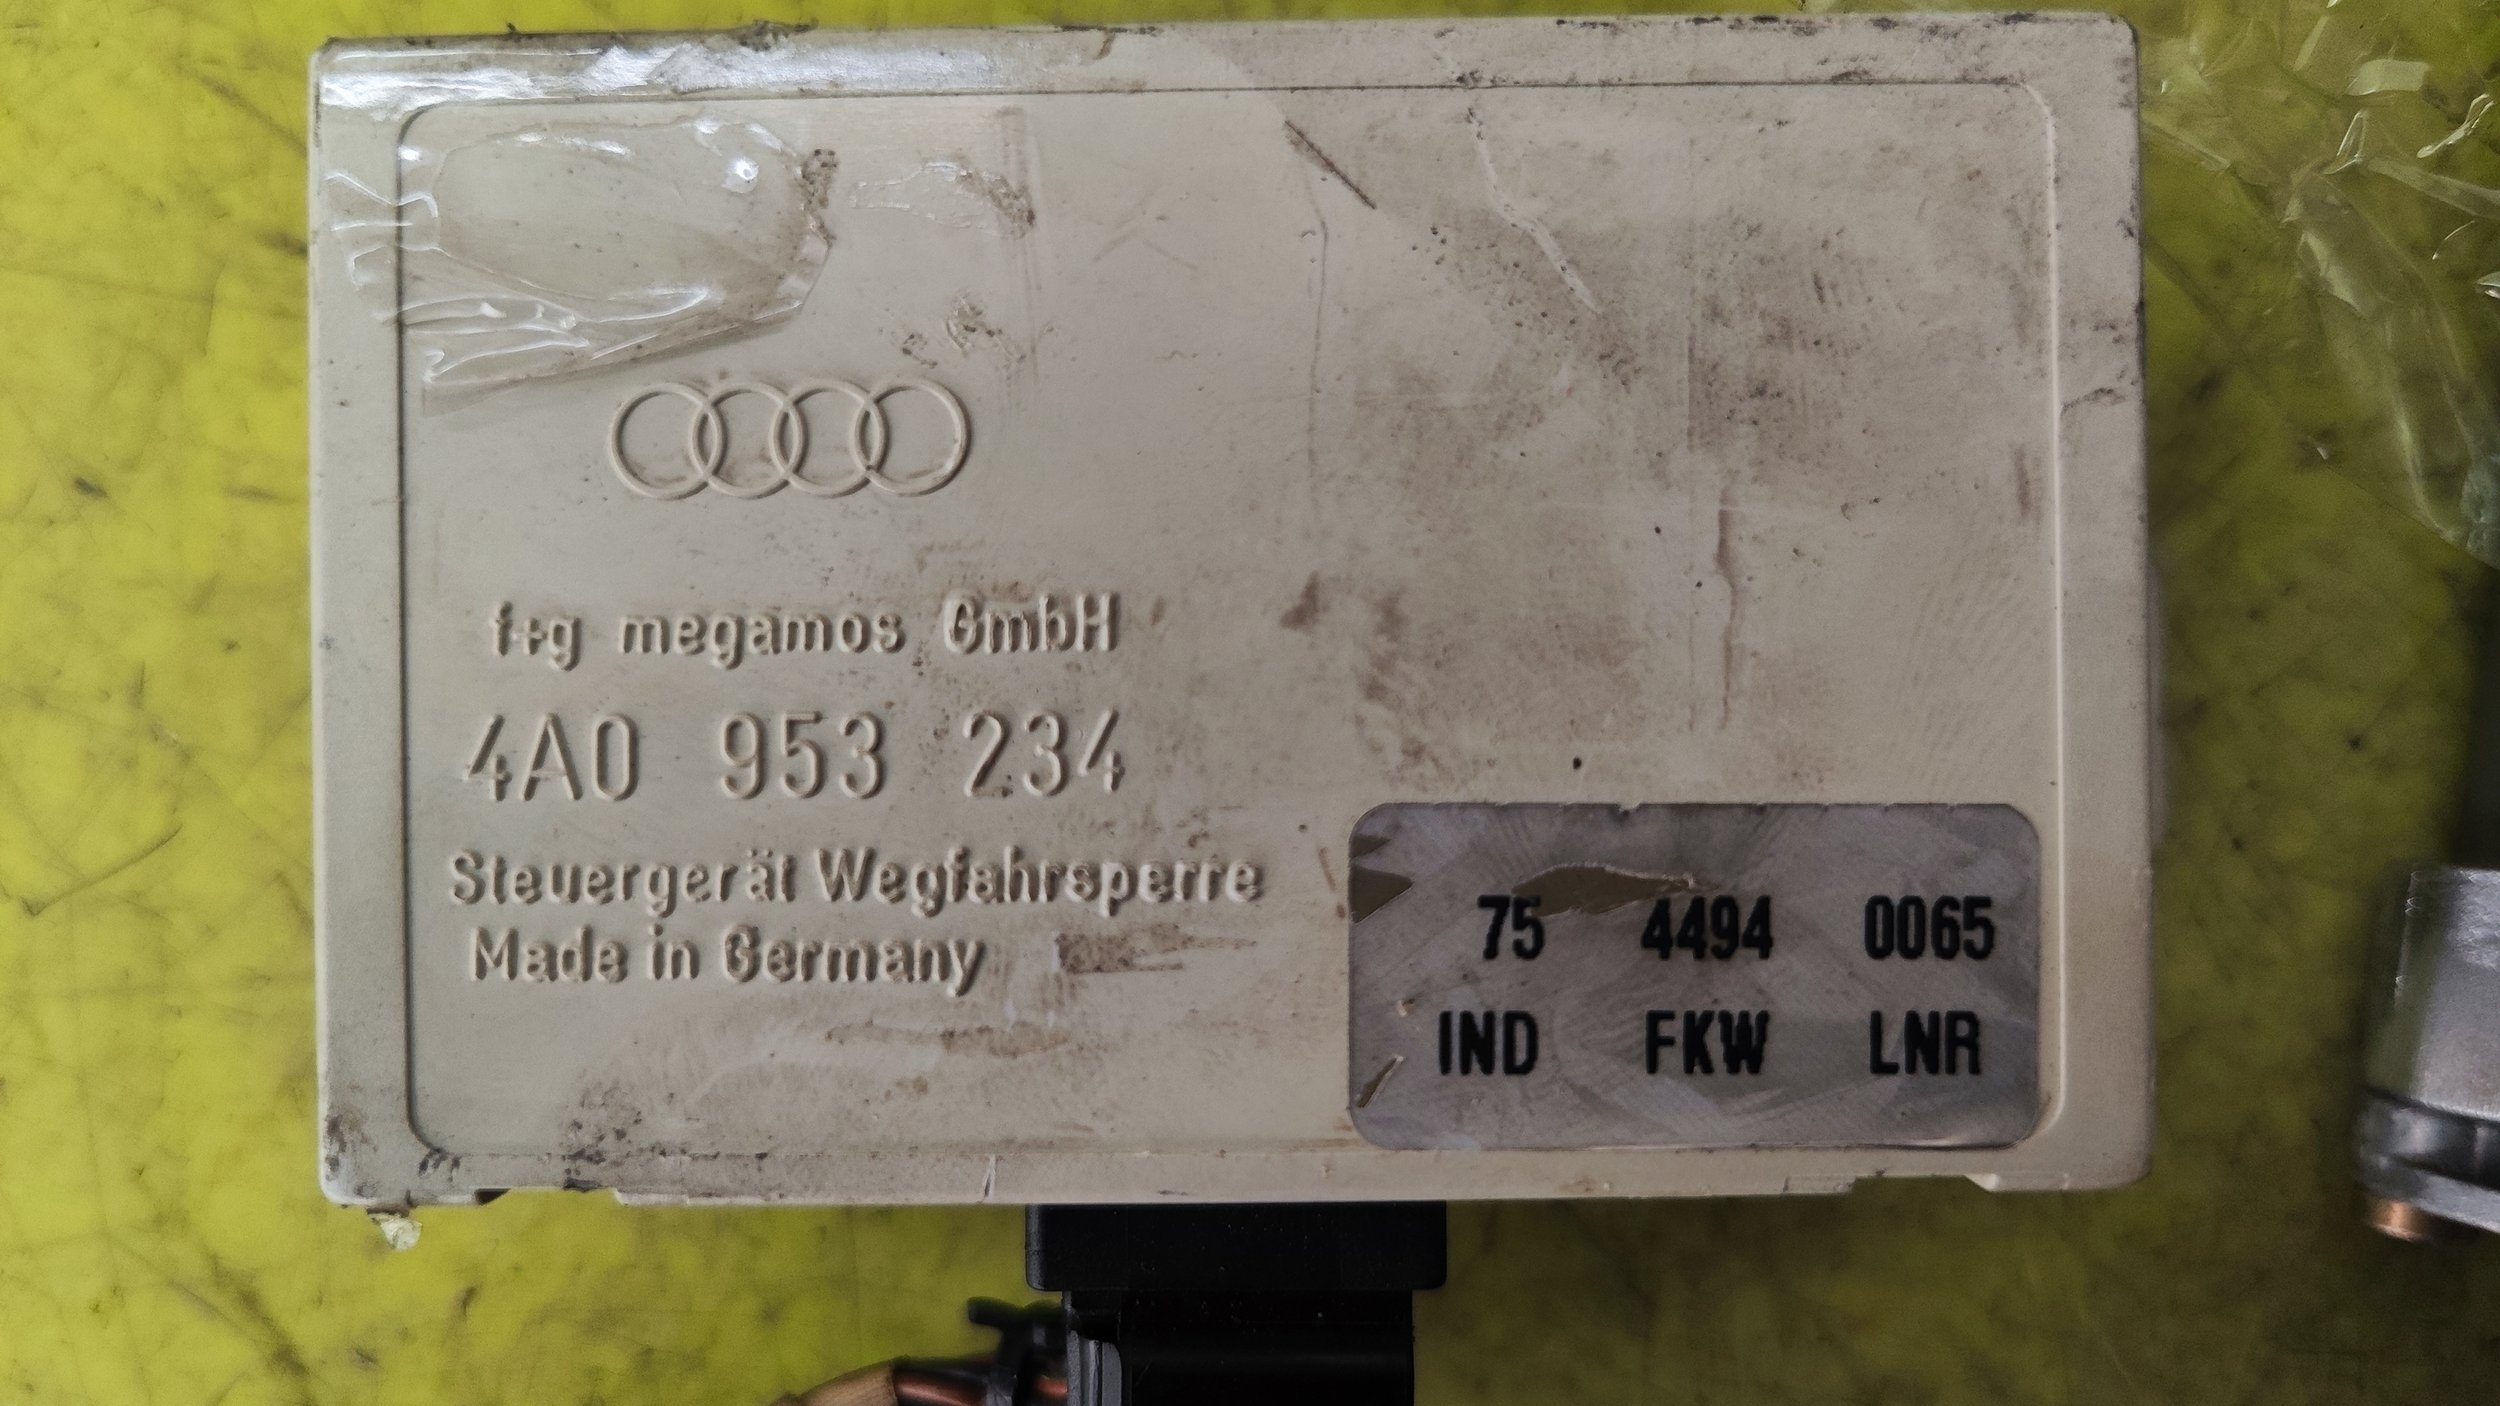 f+g megamos GmbH
4A0 953 234
Steuergerät Wegfahrsperre
Made in Germany
75 4494 0065
IND FKW LNR